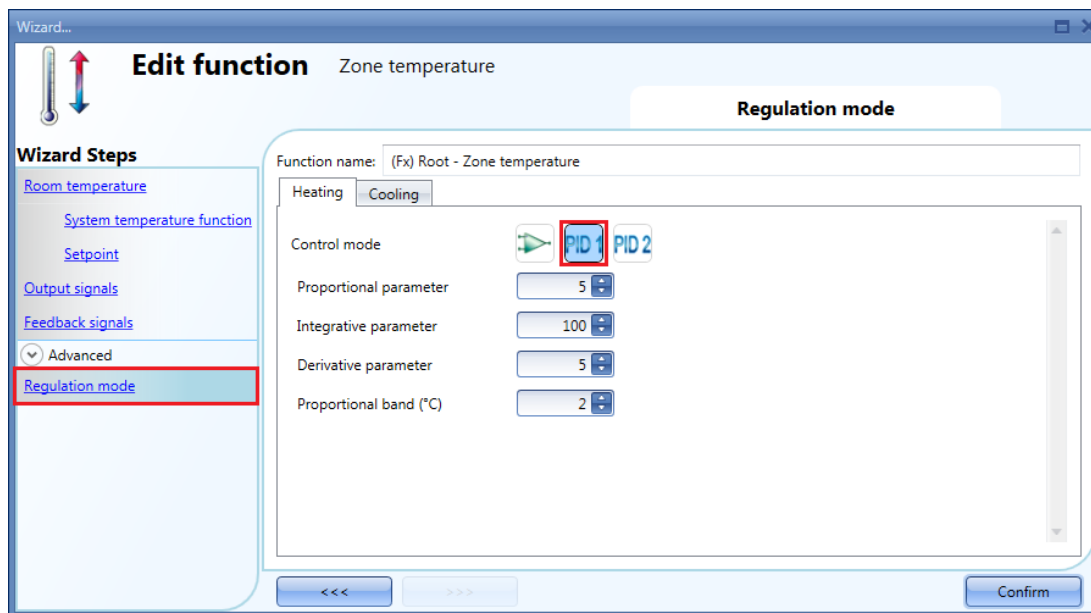 Wizard...
Edit function Zone temperature
Regulation mode
Wizard Steps
Room temperature
System temperature function
Setpoint
Output signals
Feedback signals
Advanced
Regulation mode
Function name: (Fx) Root - Zone temperature
Heating Cooling
Control mode PID 1 PID 2
Proportional parameter 5
Integrative parameter 100
Derivative parameter 5
Proportional band (°C) 2
<<< >>> Confirm